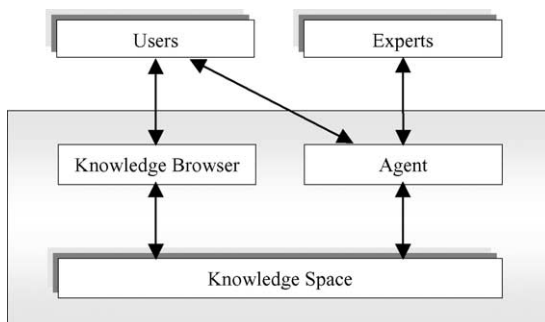 Users
Experts
Knowledge Browser
Agent
Knowledge Space